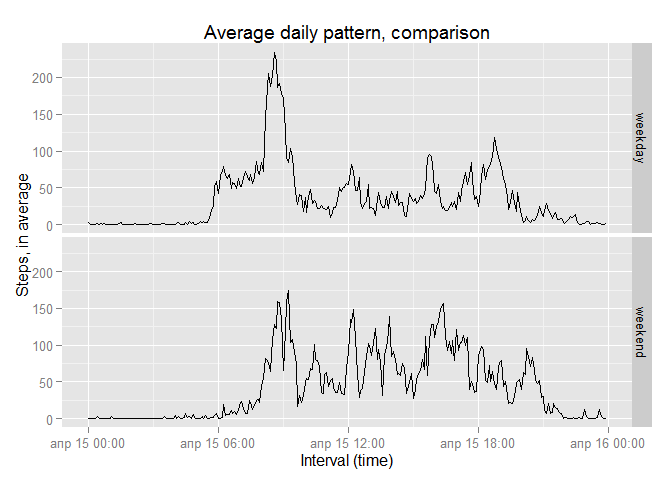 Average daily pattern, comparison
Steps, in average
200
150
100
50
0
weekday
200
150
100
50
0
weekend
апр 15 00:00
апр 15 06:00
апр 15 12:00
апр 15 18:00
апр 16 00:00
Interval (time)